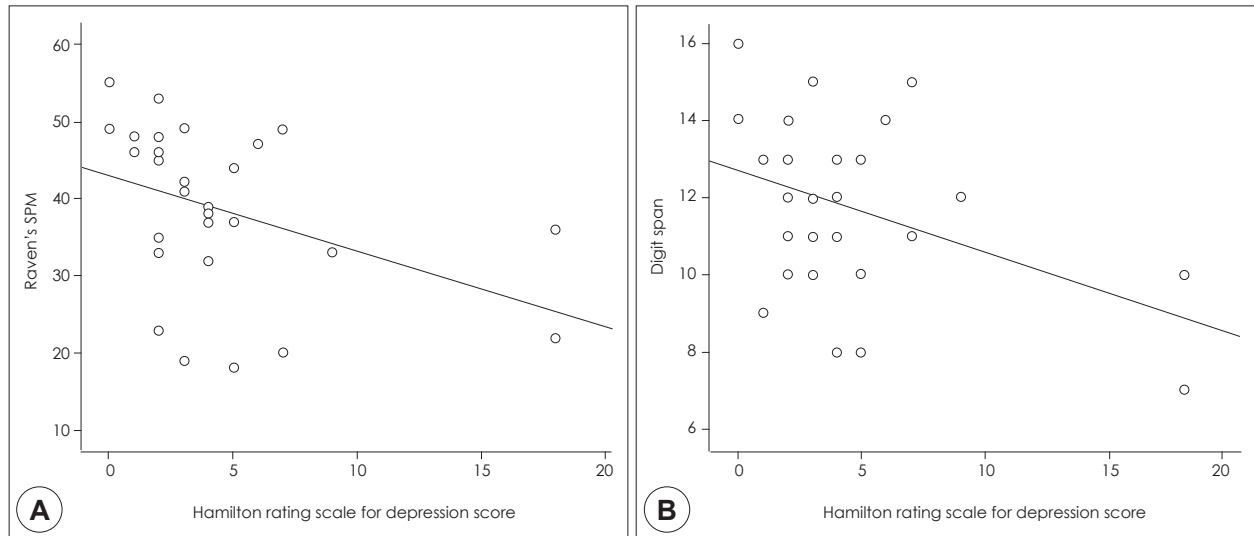 60
50
40
30
20
10
Raven's SPM
0 5 10 15 20
Hamilton rating scale for depression score
A
16
14
12
10
8
6
Digit span
0 5 10 15 20
Hamilton rating scale for depression score
B